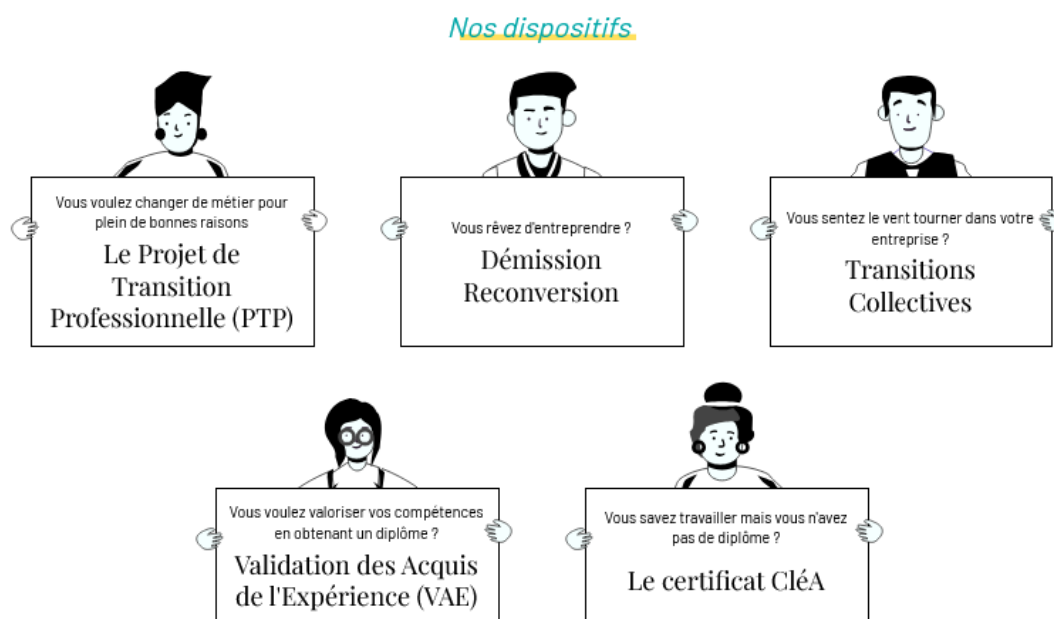 Nos dispositifs
Vous voulez changer de métier pour
plein de bonnes raisons
Le Projet de
Transition
Professionnelle (PTP)
Vous rêvez d'entreprendre ?
Démission
Reconversion
Vous sentez le vent tourner dans votre
entreprise ?
Transitions
Collectives
Vous voulez valoriser vos compétences
en obtenant un diplôme ?
Validation des Acquis
de l'Expérience (VAE)
Vous savez travailler mais vous n'avez
pas de diplôme ?
Le certificat CléA